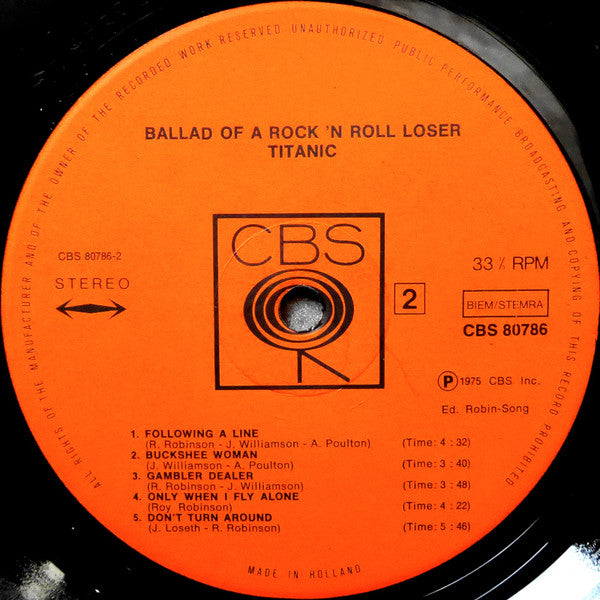 ALL RIGHTS OF THE MANUFACTURER AND OF THE OWNER OF THE RECORDED WORK RESERVED UNAUTHORIZED PUBLIC PERFORMANCE BROADCASTING AND COPYING OF THIS RECORD PROHIBITED
BALLAD OF A ROCK 'N ROLL LOSER
TITANIC
CBS
CBS 80786-2
STEREO
33⅓ RPM
2
BIEM/STEMRA
CBS 80786
Ⓟ 1975 CBS Inc.
Ed. Robin-Song
1. FOLLOWING A LINE
(R. Robinson - J. Williamson - A. Poulton) (Time: 4 : 32)
2. BUCKSHEE WOMAN
(J. Williamson - A. Poulton) (Time: 3 : 40)
3. GAMBLER DEALER
(R. Robinson - J. Williamson) (Time: 3 : 48)
4. ONLY WHEN I FLY ALONE
(Roy Robinson) (Time: 4 : 22)
5. DON'T TURN AROUND
(J. Loseth - R. Robinson) (Time: 5 : 46)
MADE IN HOLLAND